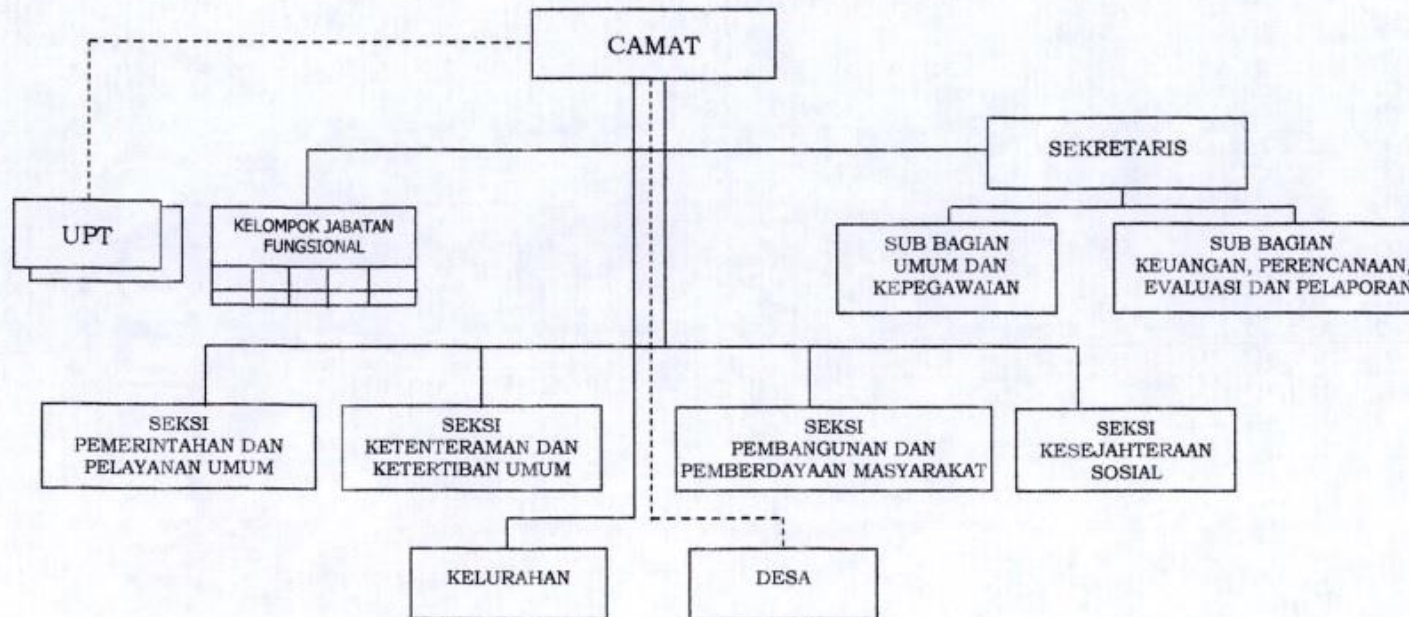 CAMAT
SEKRETARIS
UPT
KELOMPOK JABATAN
FUNGSIONAL
SUB BAGIAN
UMUM DAN
KEPEGAWAIAN
SUB BAGIAN
KEUANGAN, PERENCANAAN,
EVALUASI DAN PELAPORAN
SEKSI
PEMERINTAHAN DAN
PELAYANAN UMUM
SEKSI
KETENTERAMAN DAN
KETERTIBAN UMUM
SEKSI
PEMBANGUNAN DAN
PEMBERDAYAAN MASYARAKAT
SEKSI
KESEJAHTERAAN
SOSIAL
KELURAHAN
DESA